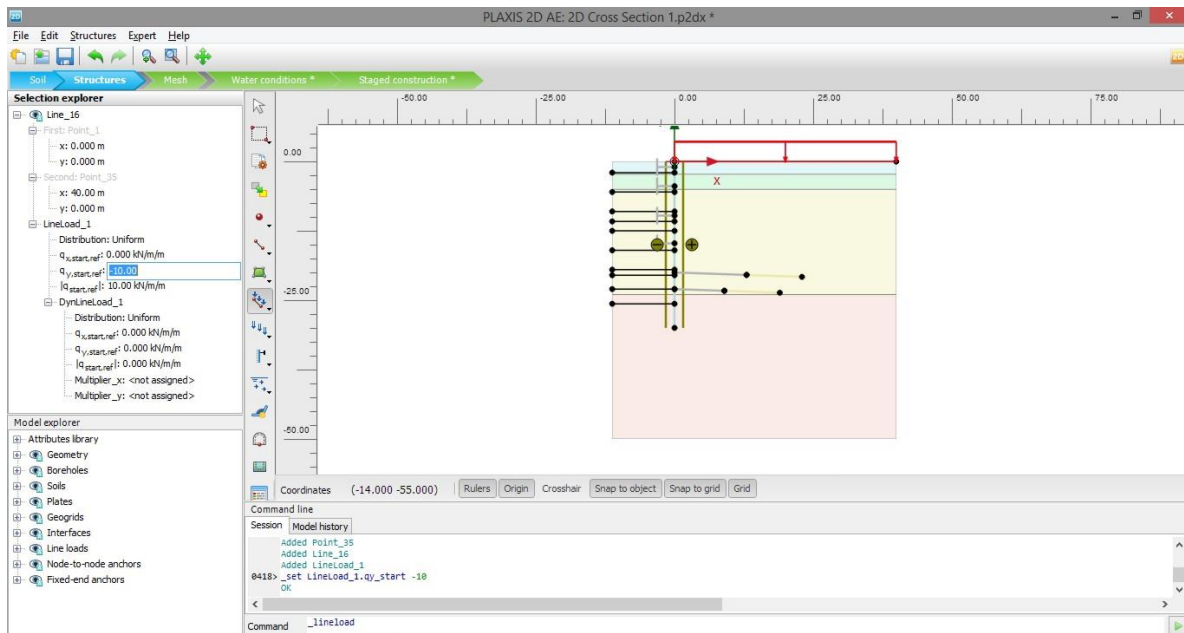 PLAXIS 2D AE: 2D Cross Section 1.p2dx *
File Edit Structures Expert Help
Soil Structures Mesh Water conditions * Staged construction *
Selection explorer
Line_16
First: Point_1
x: 0.000 m
y: 0.000 m
Second: Point_35
x: 40.00 m
y: 0.000 m
LineLoad_1
Distribution: Uniform
qx,start,ref: 0.000 kN/m/m
qy,start,ref: -10.00
|qstart,ref|: 10.00 kN/m/m
DynLineLoad_1
Distribution: Uniform
qx,start,ref: 0.000 kN/m/m
qy,start,ref: 0.000 kN/m/m
|qstart,ref|: 0.000 kN/m/m
Multiplier_x: <not assigned>
Multiplier_y: <not assigned>
Model explorer
Attributes library
Geometry
Boreholes
Soils
Plates
Geogrids
Interfaces
Line loads
Node-to-node anchors
Fixed-end anchors
-50.00 -25.00 0.00 25.00 50.00 75.00
0.00
-25.00
-50.00
x
Coordinates (-14.000 -55.000) Rulers Origin Crosshair Snap to object Snap to grid Grid
Command line
Session Model history
Added Point_35
Added Line_16
Added LineLoad_1
0418> _set LineLoad_1.qy_start -10
OK
Command _lineload